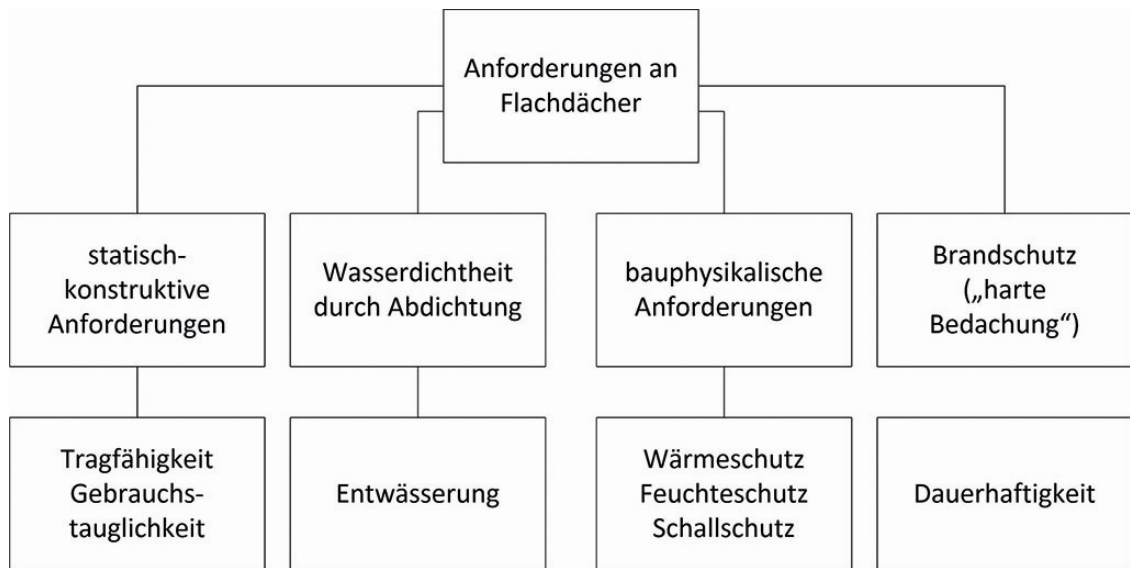 Anforderungen an
Flachdächer
statisch-
konstruktive
Anforderungen
Wasserdichtheit
durch Abdichtung
bauphysikalische
Anforderungen
Brandschutz
(„harte
Bedachung“)
Tragfähigkeit
Gebrauchs-
tauglichkeit
Entwässerung
Wärmeschutz
Feuchteschutz
Schallschutz
Dauerhaftigkeit